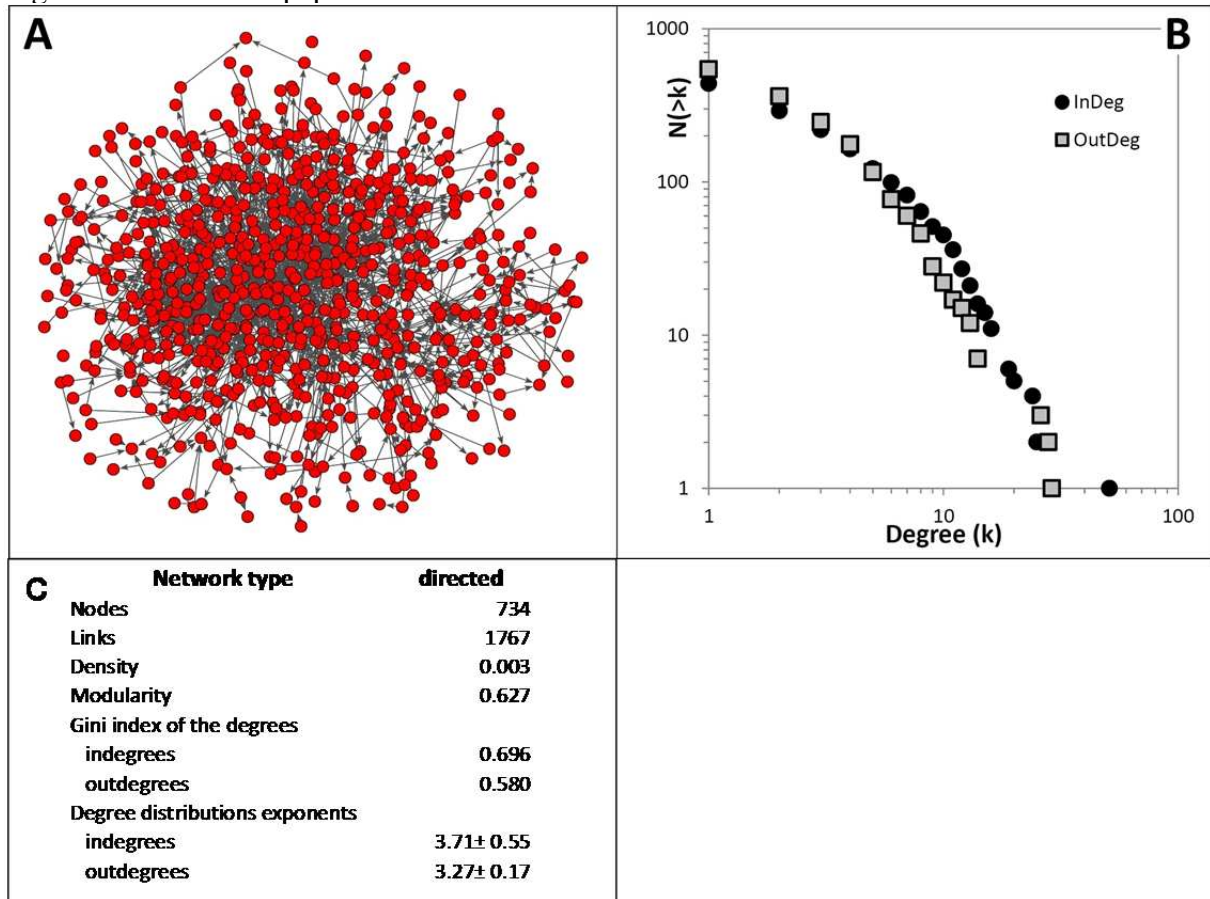 A
B
1000
100
10
1
N(>k)
InDeg
OutDeg
1
10
100
Degree (k)
C
Network type directed
Nodes 734
Links 1767
Density 0.003
Modularity 0.627
Gini index of the degrees
indegrees 0.696
outdegrees 0.580
Degree distributions exponents
indegrees 3.71± 0.55
outdegrees 3.27± 0.17